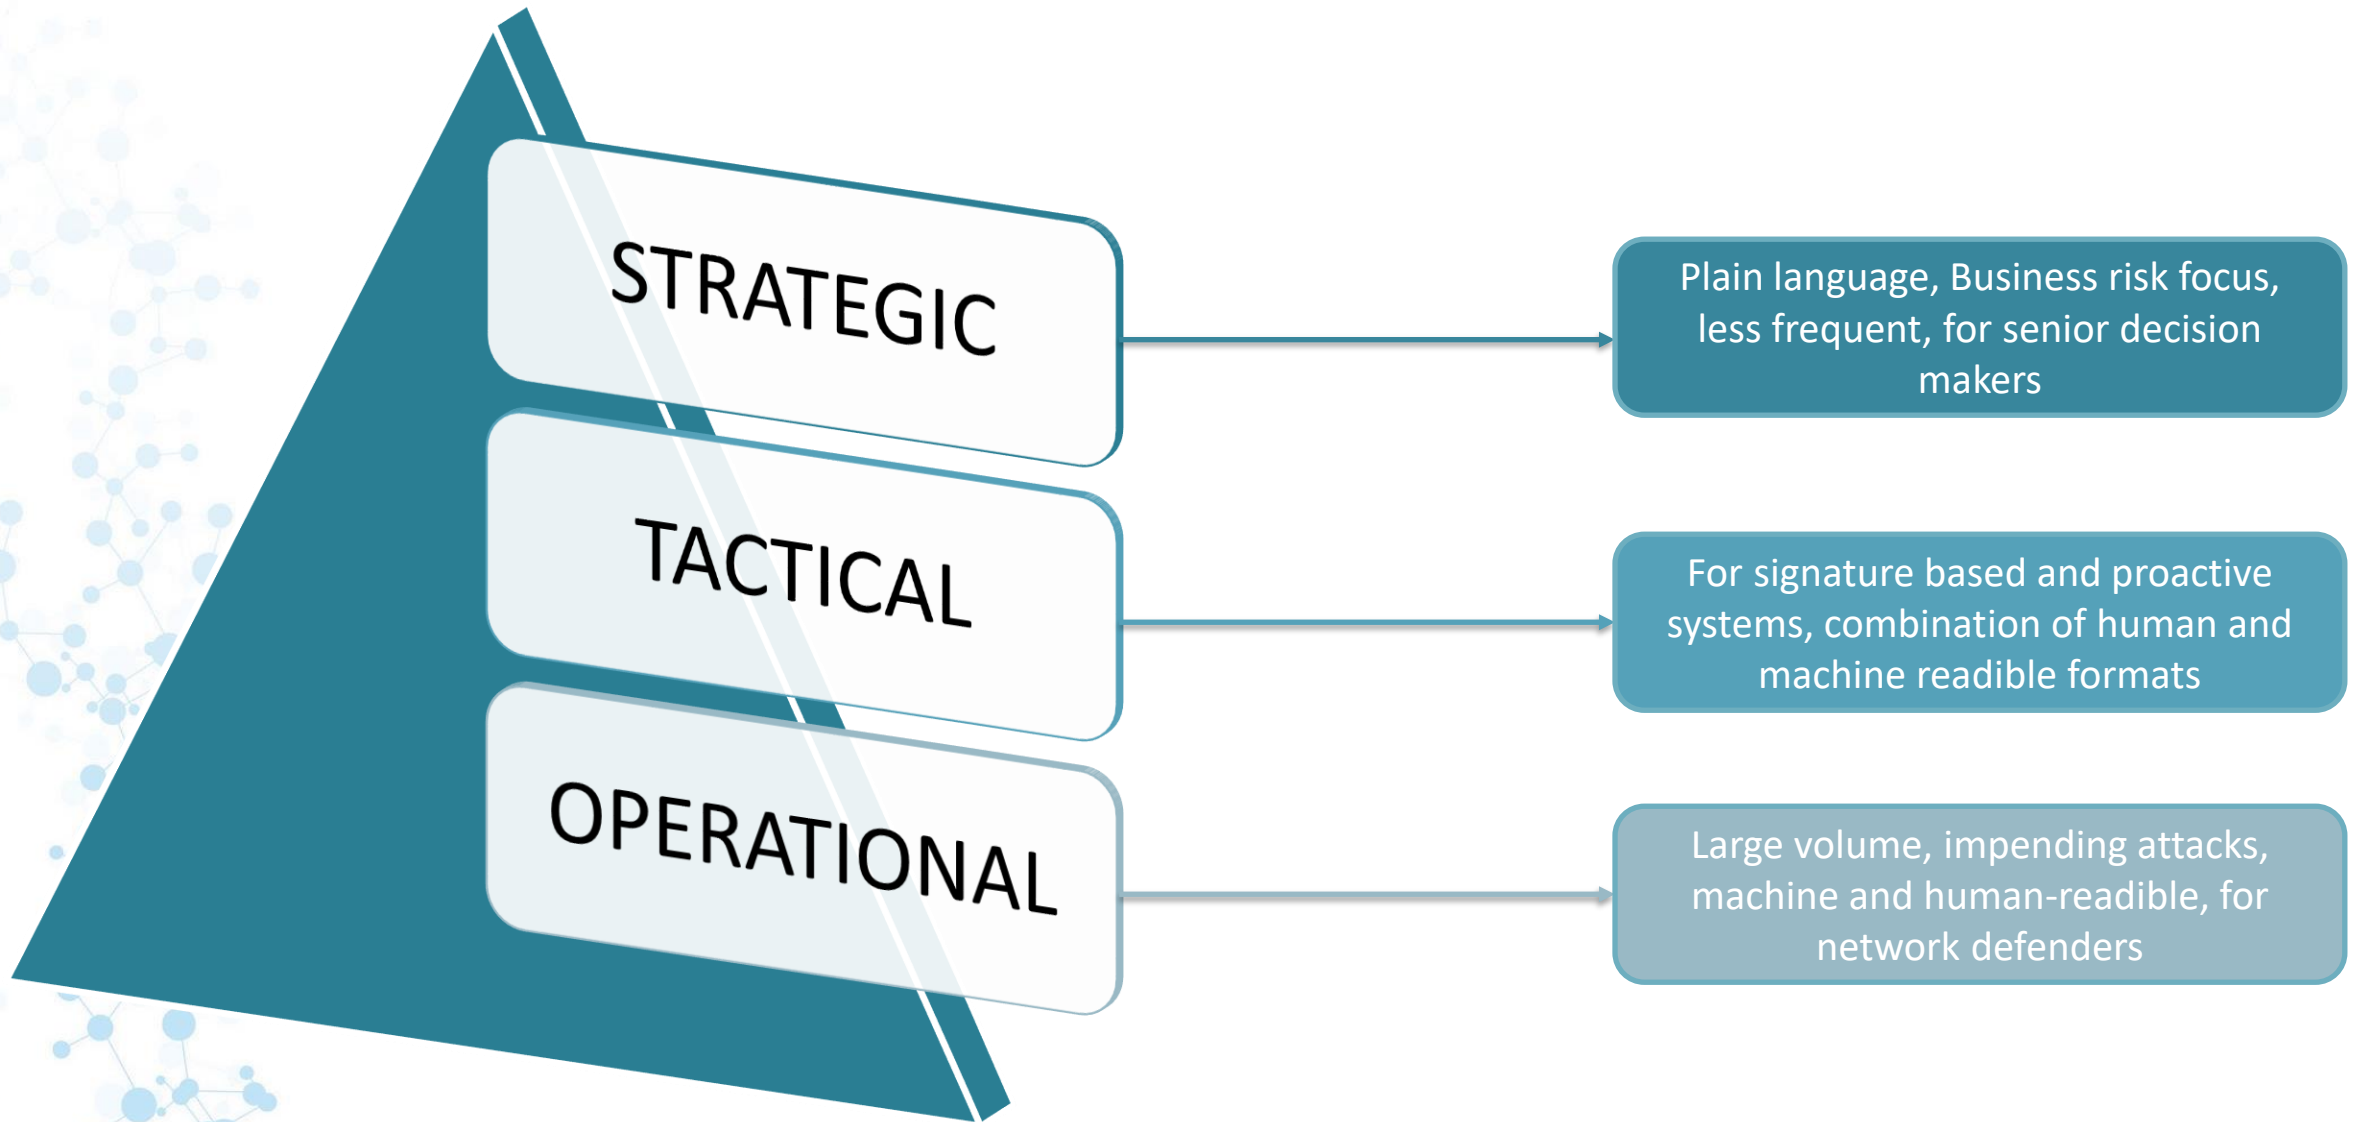 STRATEGIC
Plain language, Business risk focus,
less frequent, for senior decision
makers
TACTICAL
For signature based and proactive
systems, combination of human and
machine readible formats
OPERATIONAL
Large volume, impending attacks,
machine and human-readible, for
network defenders